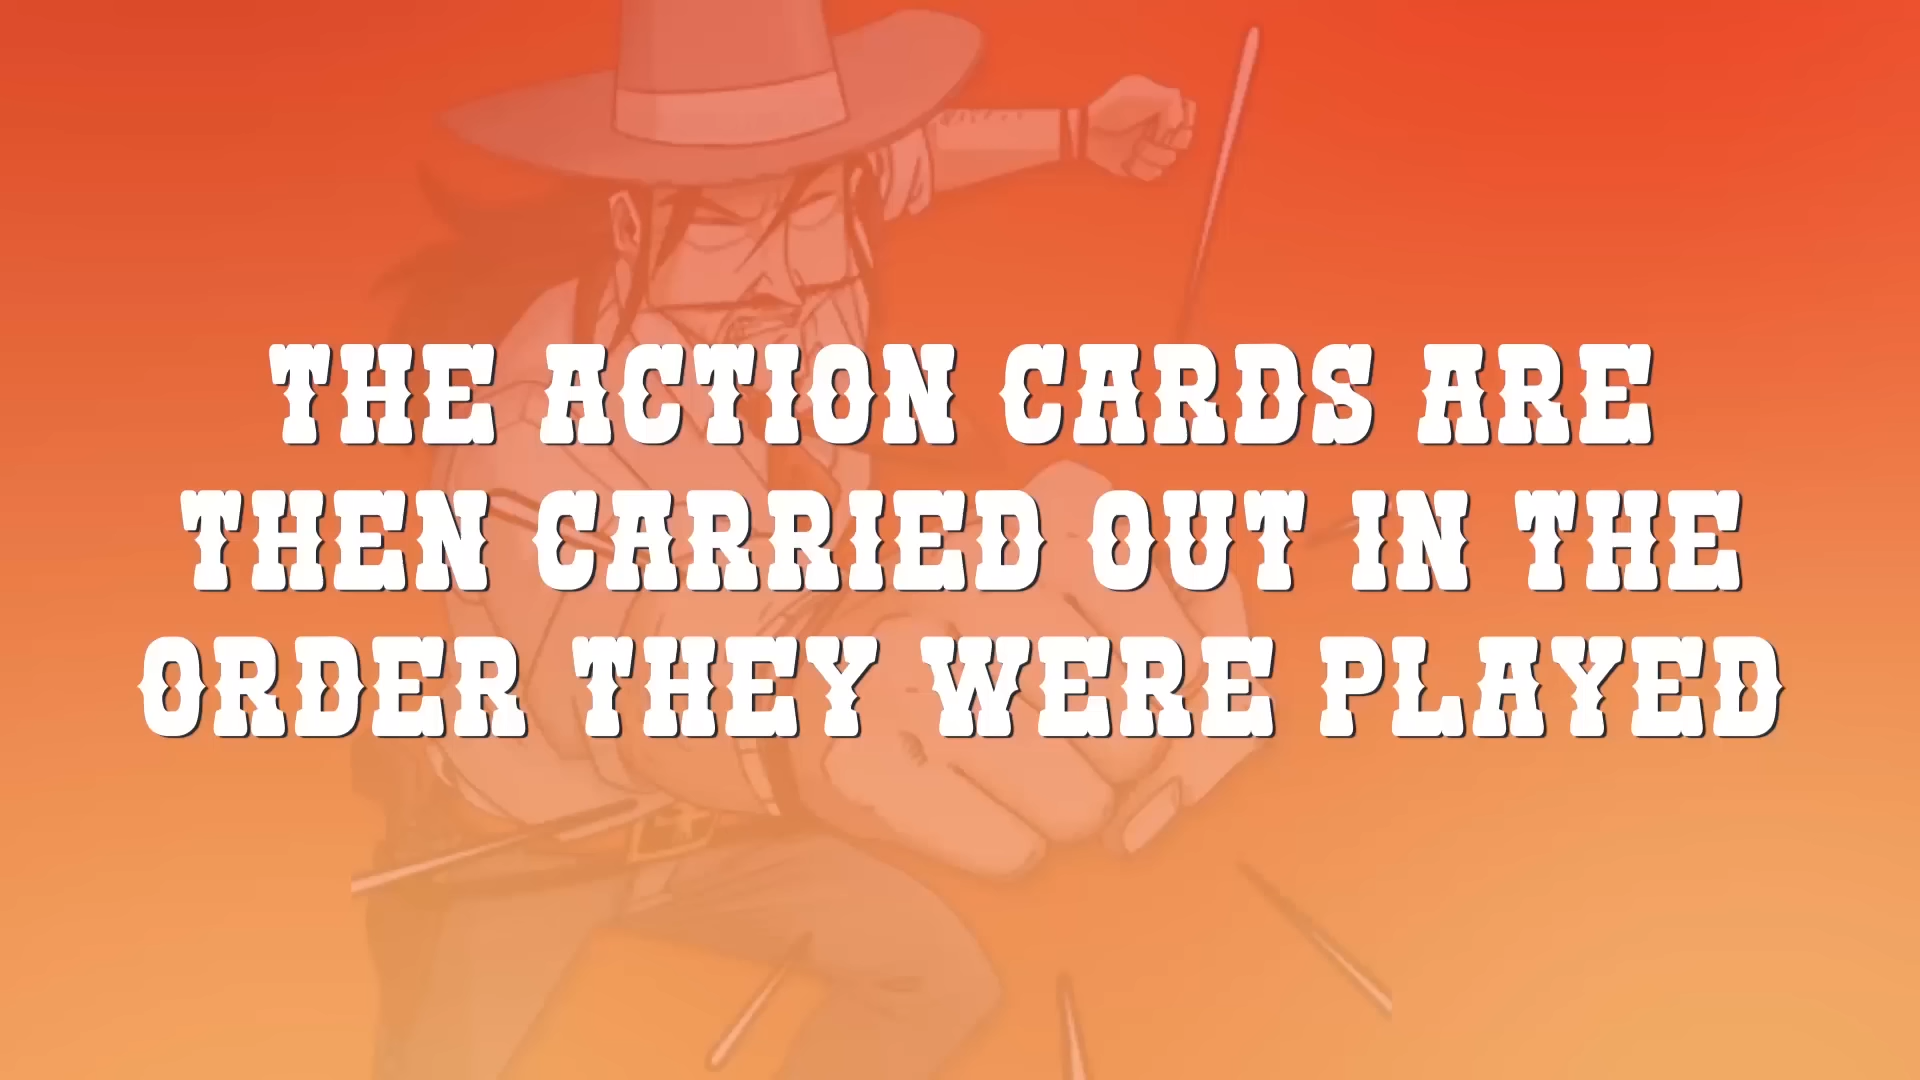 THE ACTION CARDS ARE
THEN CARRIED OUT IN THE
ORDER THEY WERE PLAYED